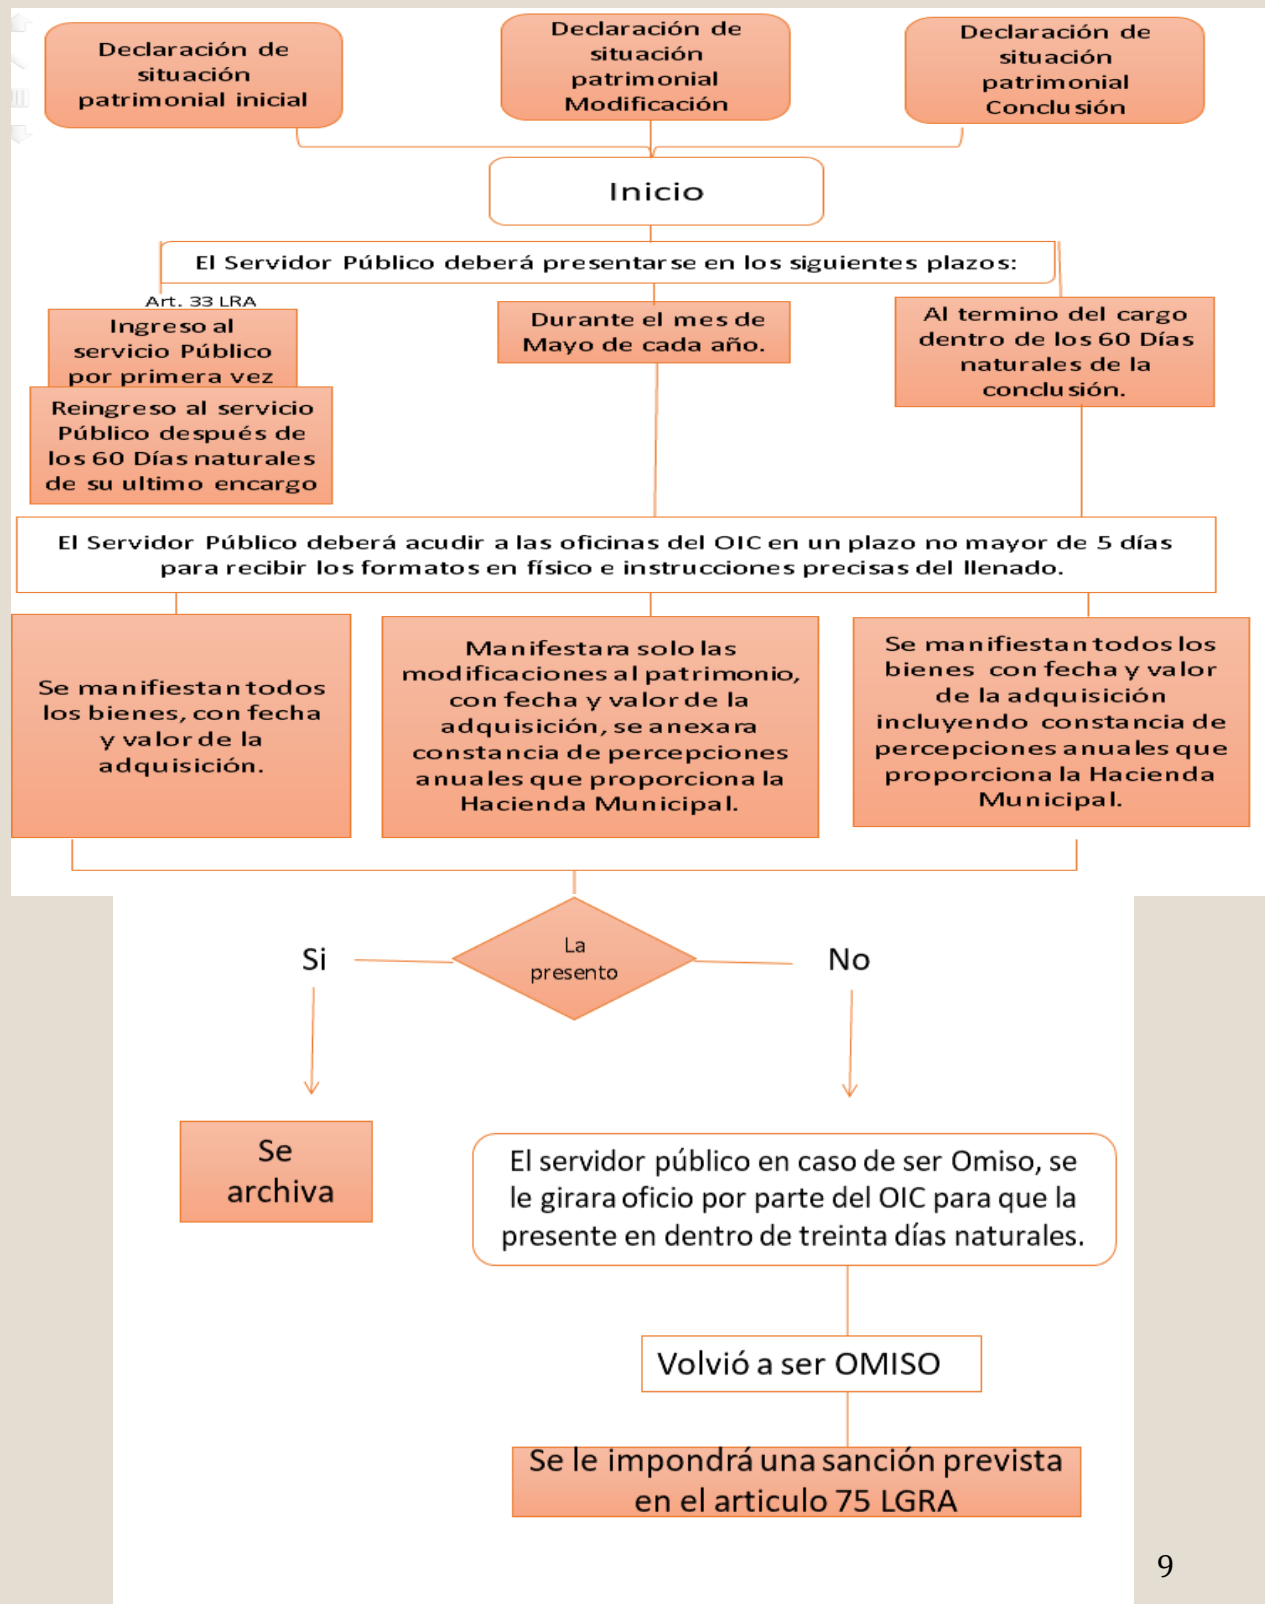 Declaración de
situación
patrimonial inicial
Declaración de
situación
patrimonial
Modificación
Declaración de
situación
patrimonial
Conclusión
Inicio
El Servidor Público deberá presentarse en los siguientes plazos:
Art. 33 LRA
Ingreso al
servicio Público
por primera vez
Reingreso al servicio
Público después de
los 60 Días naturales
de su ultimo encargo
Durante el mes de
Mayo de cada año.
Al termino del cargo
dentro de los 60 Días
naturales de la
conclusión.
El Servidor Público deberá acudir a las oficinas del OIC en un plazo no mayor de 5 días
para recibir los formatos en físico e instrucciones precisas del llenado.
Se manifiestan todos
los bienes, con fecha
y valor de la
adquisición.
Manifestara solo las
modificaciones al patrimonio,
con fecha y valor de la
adquisición, se anexara
constancia de percepciones
anuales que proporciona la
Hacienda Municipal.
Se manifiestan todos los
bienes con fecha y valor
de la adquisición
incluyendo constancia de
percepciones anuales que
proporciona la Hacienda
Municipal.
La
presento
Si
No
Se
archiva
El servidor público en caso de ser Omiso, se
le girara oficio por parte del OIC para que la
presente en dentro de treinta días naturales.
Volvió a ser OMISO
Se le impondrá una sanción prevista
en el articulo 75 LGRA
9